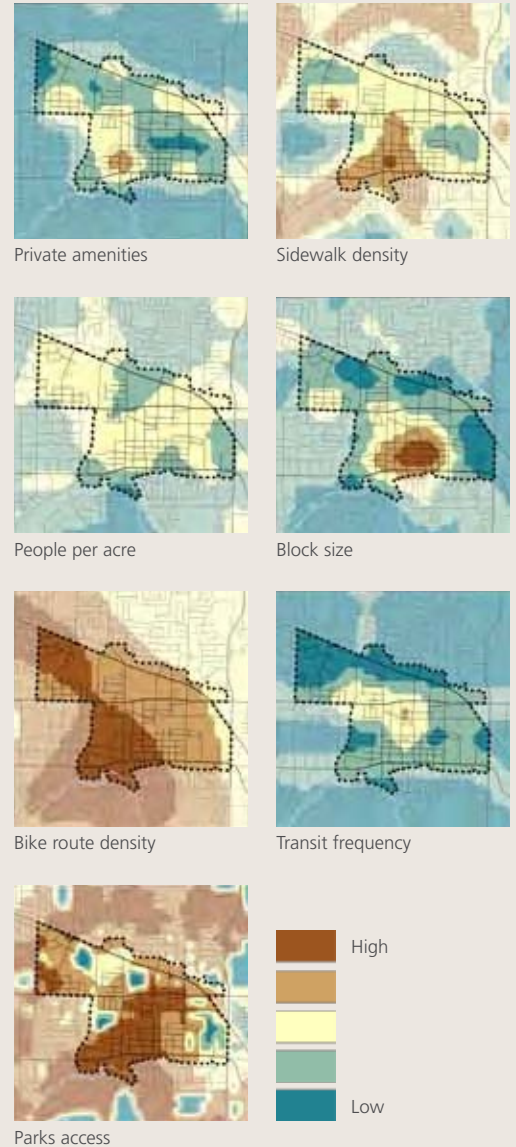 Private amenities
Sidewalk density
People per acre
Block size
Bike route density
Transit frequency
High
Low
Parks access